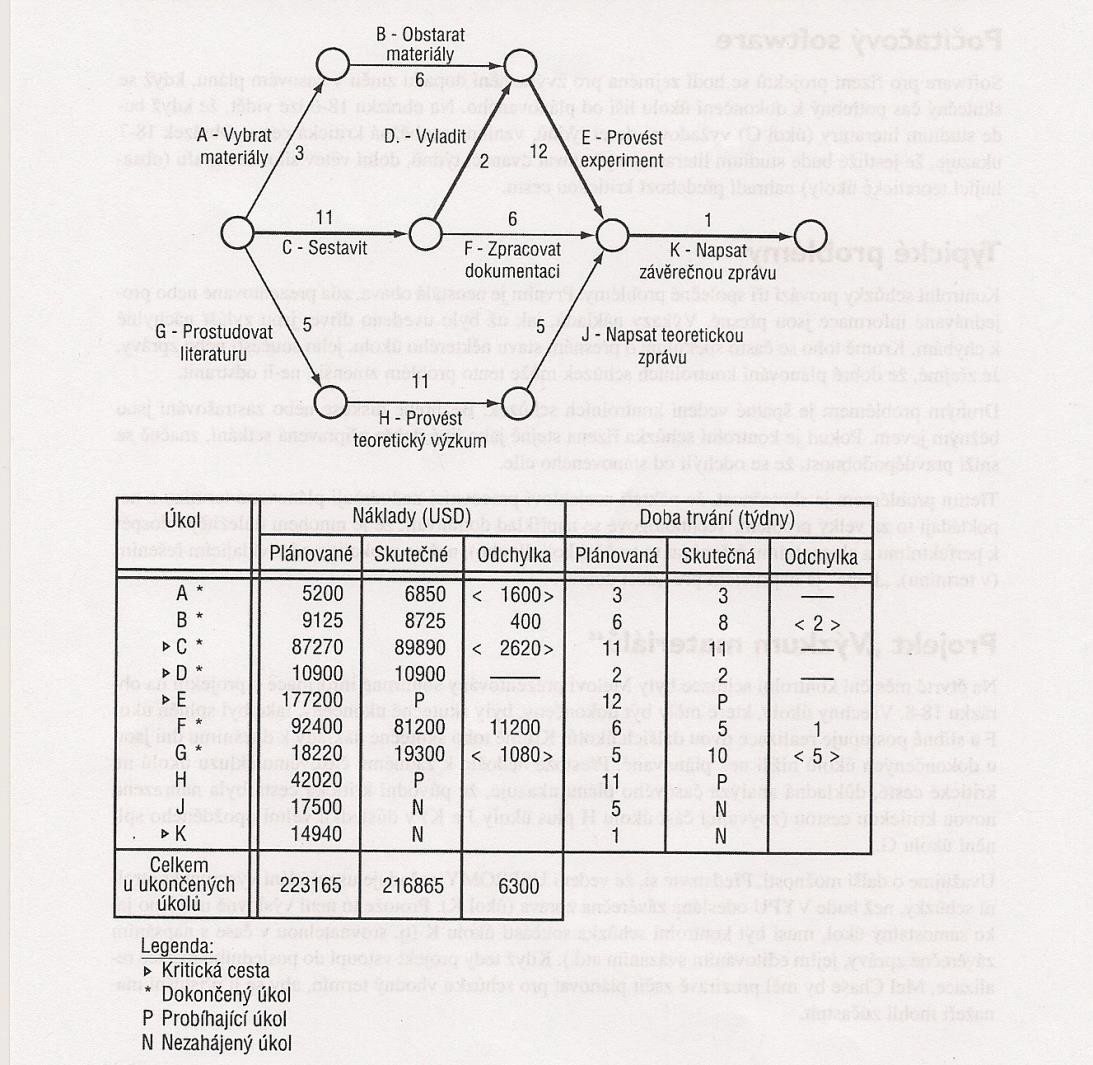 B - Obstarat
materiály
6
A - Vybrat
materiály
3
D. - Vyladit
2
12
E - Provést
experiment
11
C - Sestavit
6
F - Zpracovat
dokumentaci
1
K - Napsat
závěrečnou zprávu
G - Prostudovat
literaturu
5
5
J - Napsat teoretickou
zprávu
11
H - Provést
teoretický výzkum
Úkol Náklady (USD) Doba trvání (týdny)
Plánované Skutečné Odchylka Plánovaná Skutečná Odchylka
A * 5200 6850 < 1600> 3 3 —
B * 9125 8725 400 6 8 < 2 >
▹ C * 87270 89890 < 2620> 11 11 —
▹ D * 10900 10900 — 2 2 —
▹ E 177200 12 P
F * 92400 81200 11200 6 5 1
G * 18220 19300 < 1080> 5 10 < 5 >
H 42020 P 11 P
J 17500 N 5 N
▹ K 14940 N 1 N
Celkem
u ukončených
úkolů
223165 216865 6300
Legenda:
▹ Kritická cesta
* Dokončený úkol
P Probíhající úkol
N Nezahájený úkol